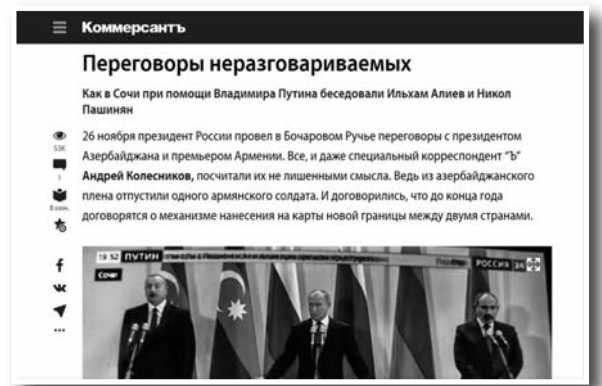 Коммерсантъ
Переговоры неразговариваемых
Как в Сочи при помощи Владимира Путина беседовали Ильхам Алиев и Никол
Пашинян
26 ноября президент России провел в Бочаровом Ручье переговоры с президентом
Азербайджана и премьером Армении. Все, и даже специальный корреспондент “Ъ”
Андрей Колесников, посчитали их не лишенными смысла. Ведь из азербайджанского
плена отпустили одного армянского солдата. И договорились, что до конца года
договорятся о механизме нанесения на карты новой границы между двумя странами.
53K
1
8 мин.
19 52 ПУТИН
РОССИЯ 24
Сочи